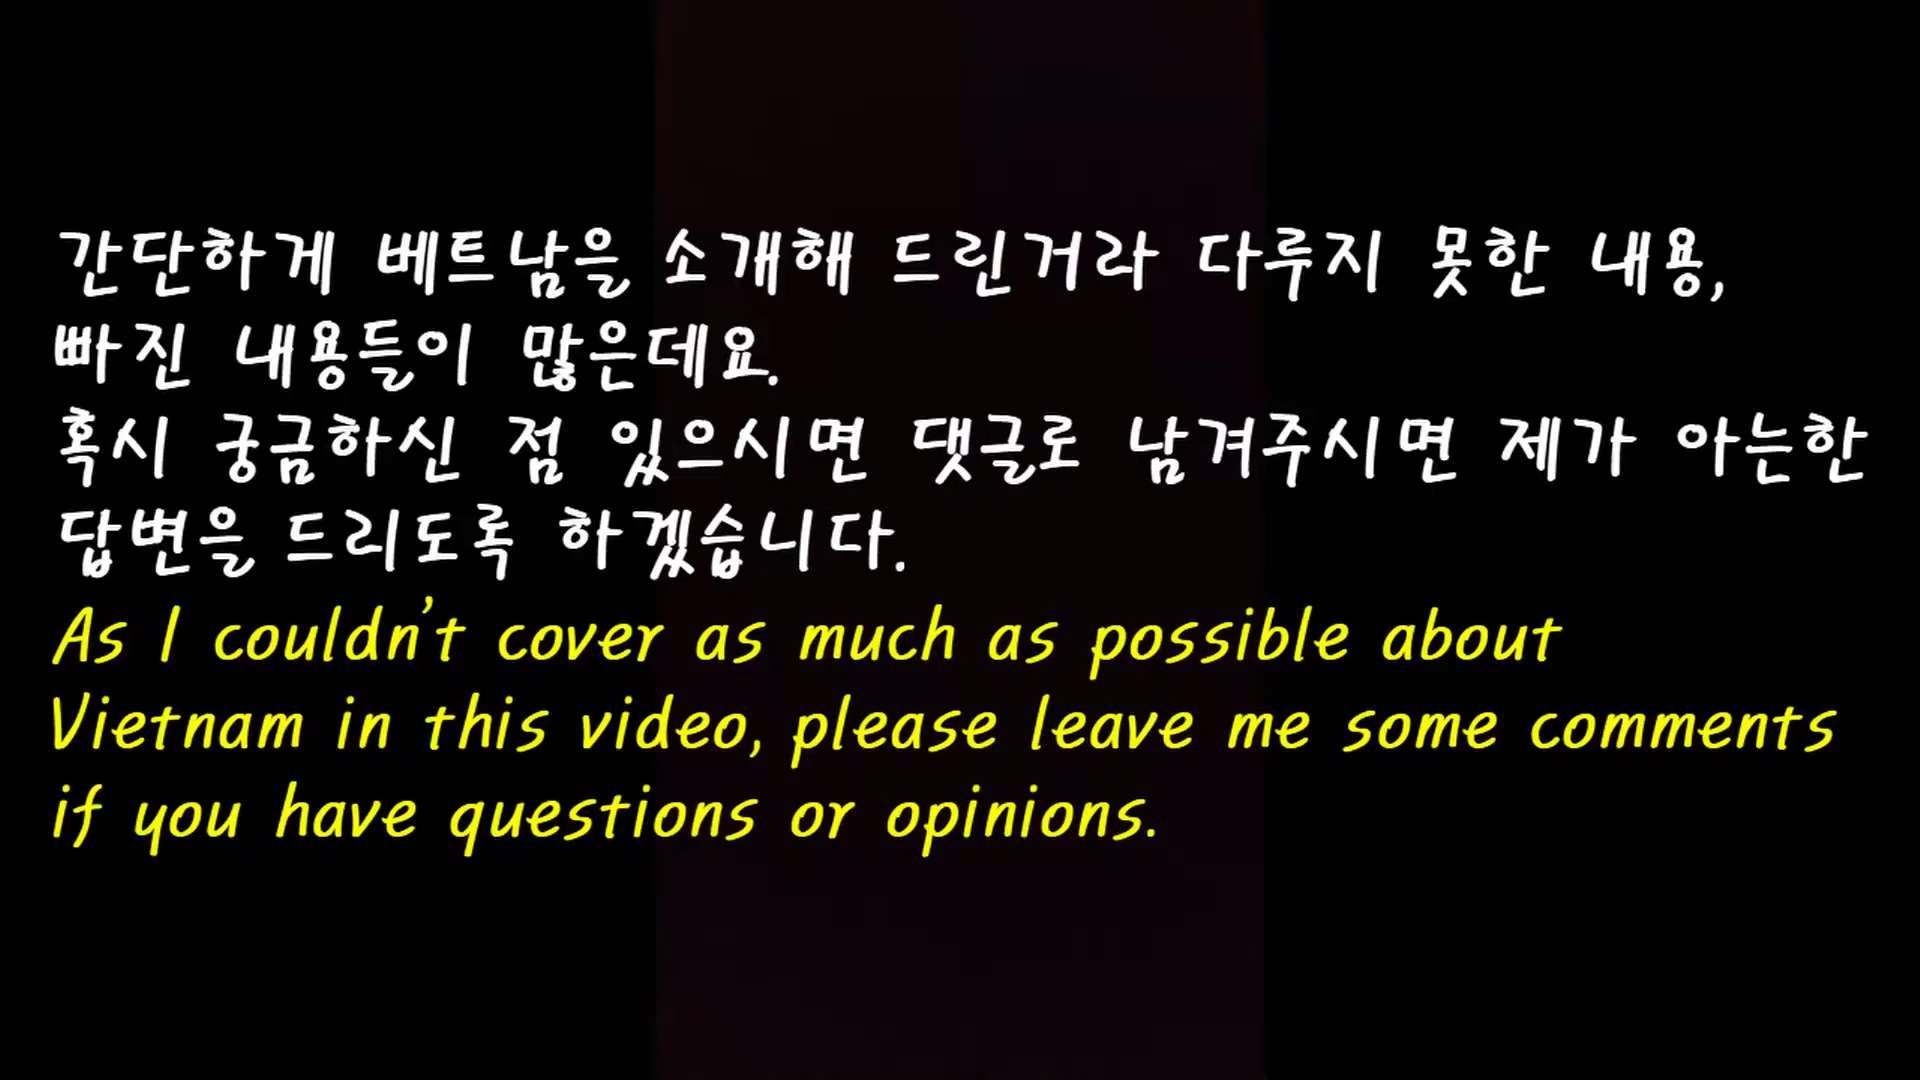 간단하게 베트남을 소개해 드린거라 다루지 못한 내용,
빠진 내용들이 많은데요.
혹시 궁금하신 점 있으시면 댓글로 남겨주시면 제가 아는한
답변을 드리도록 하겠습니다.
As I couldn't cover as much as possible about
Vietnam in this video, please leave me some comments
if you have questions or opinions.